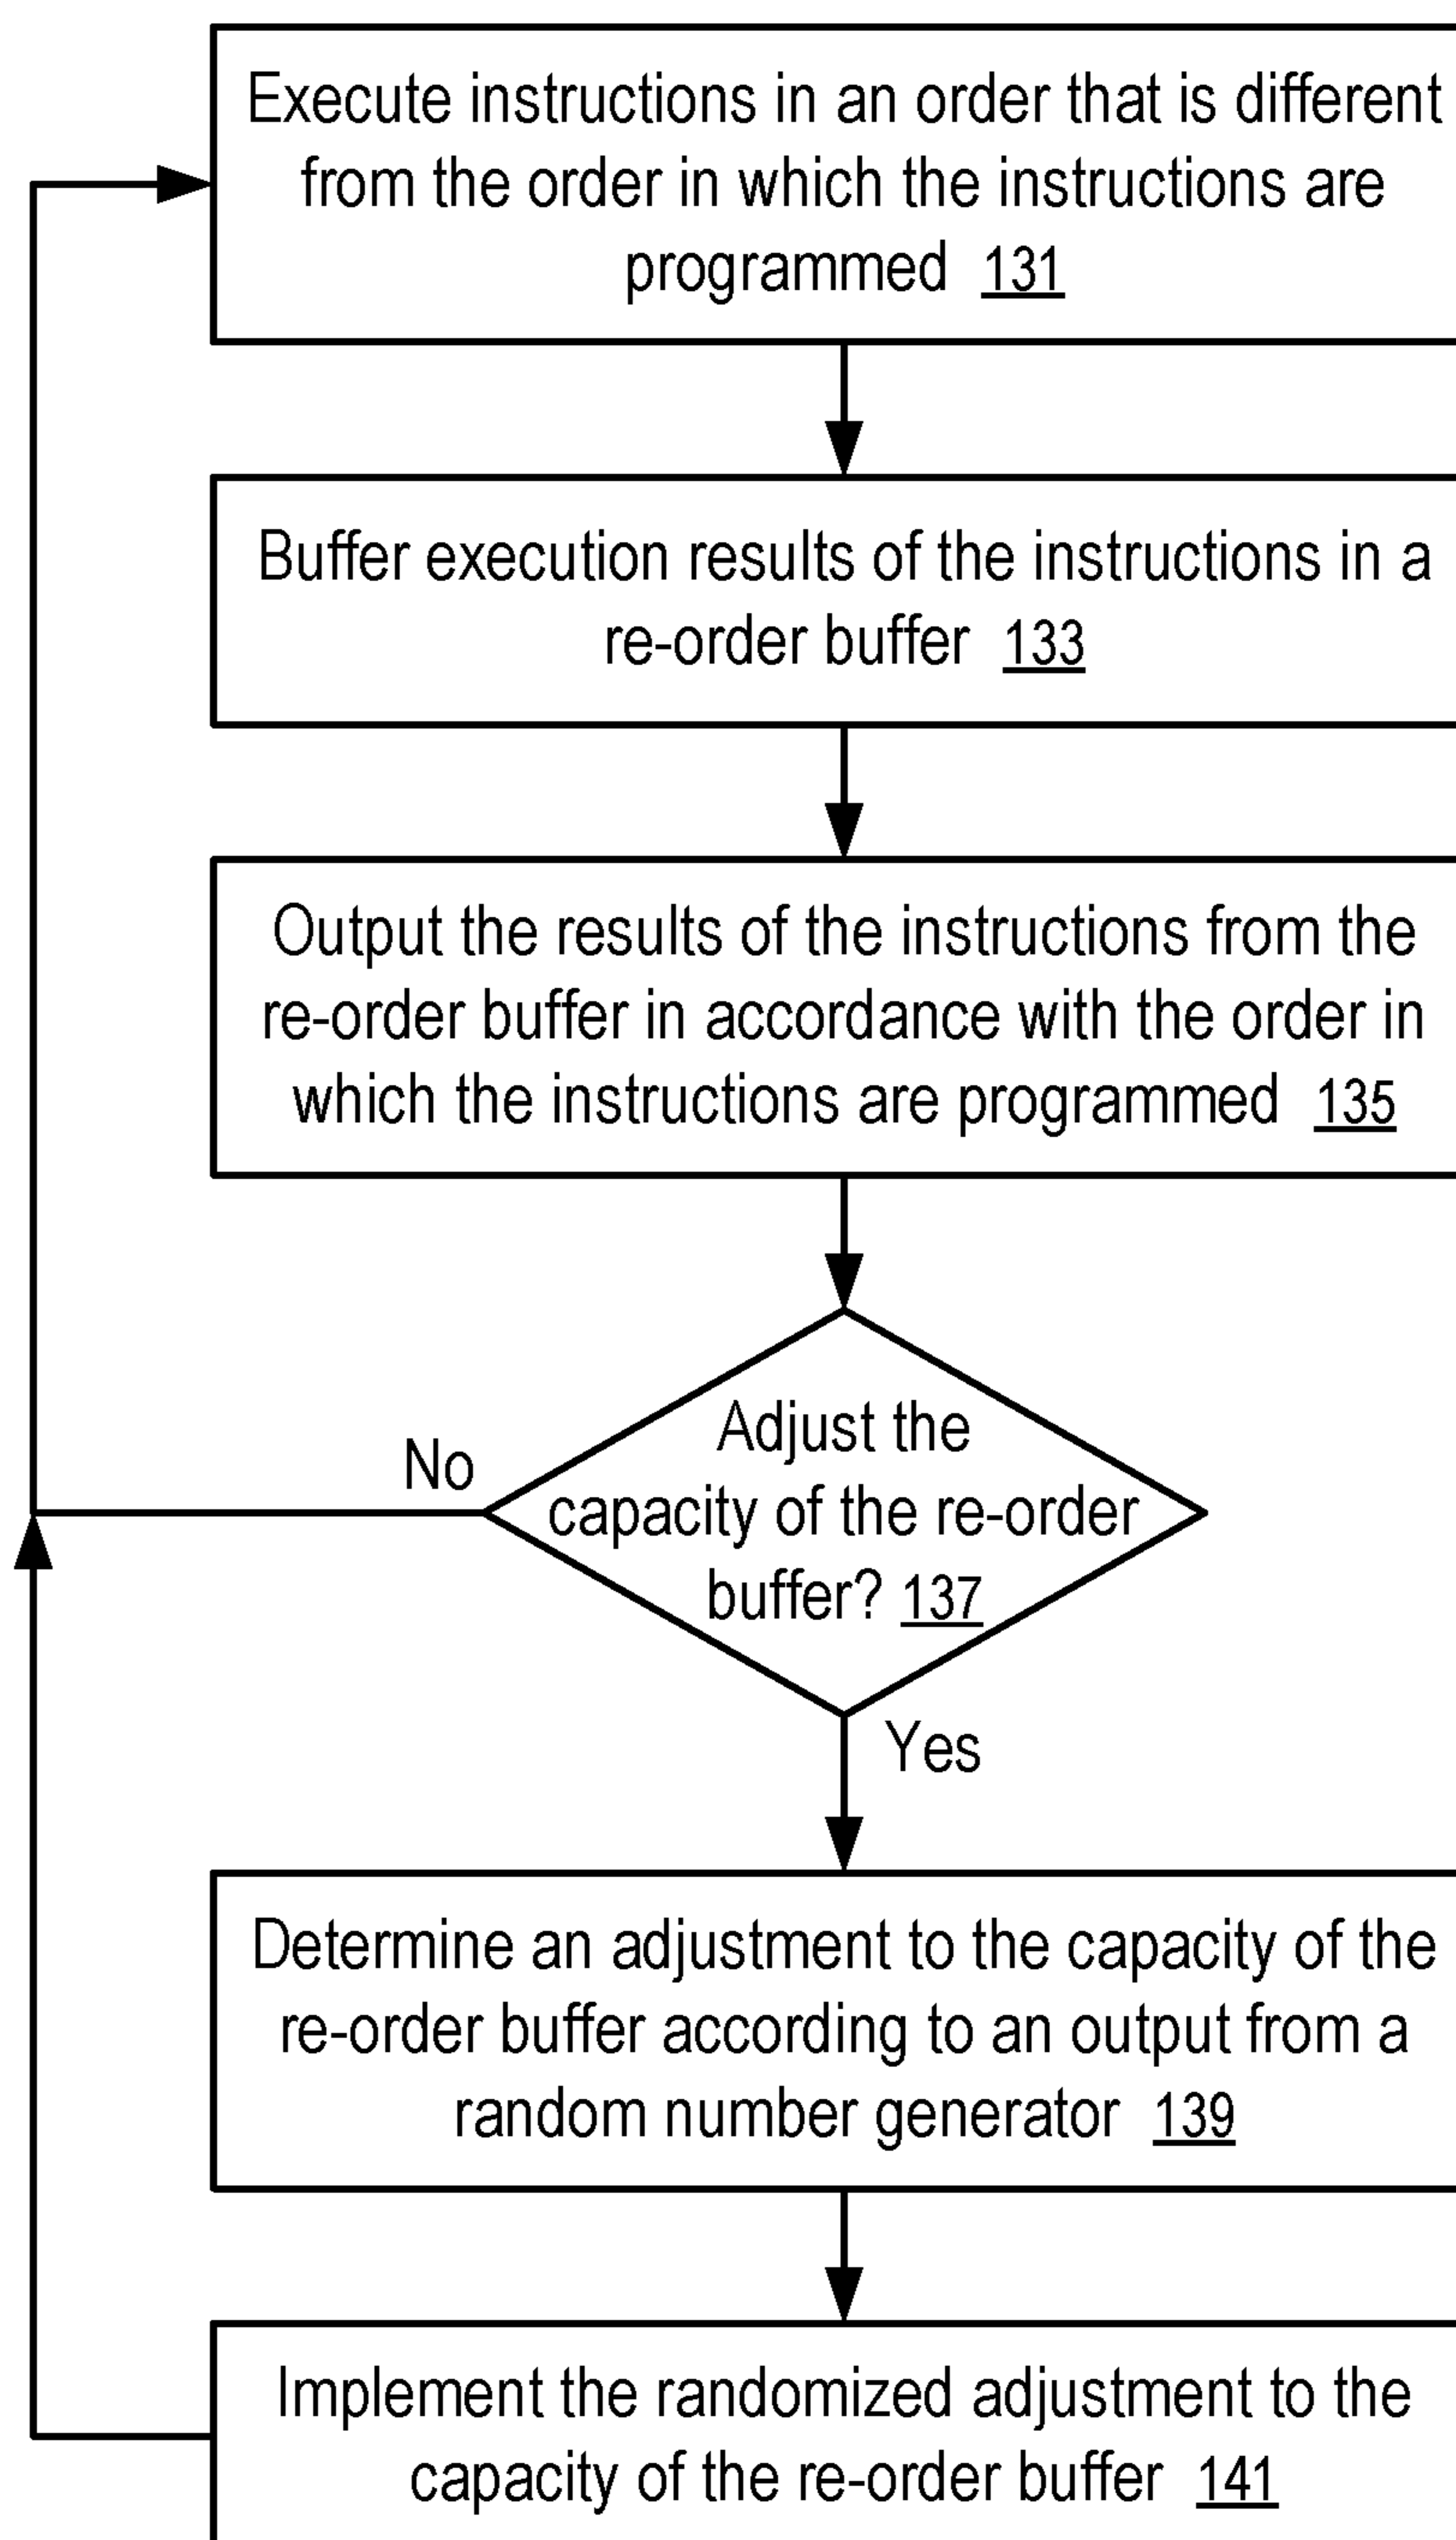 Execute instructions in an order that is different
from the order in which the instructions are
programmed 131
Buffer execution results of the instructions in a
re-order buffer 133
Output the results of the instructions from the
re-order buffer in accordance with the order in
which the instructions are programmed 135
Adjust the
capacity of the re-order
buffer? 137
No
Yes
Determine an adjustment to the capacity of the
re-order buffer according to an output from a
random number generator 139
Implement the randomized adjustment to the
capacity of the re-order buffer 141